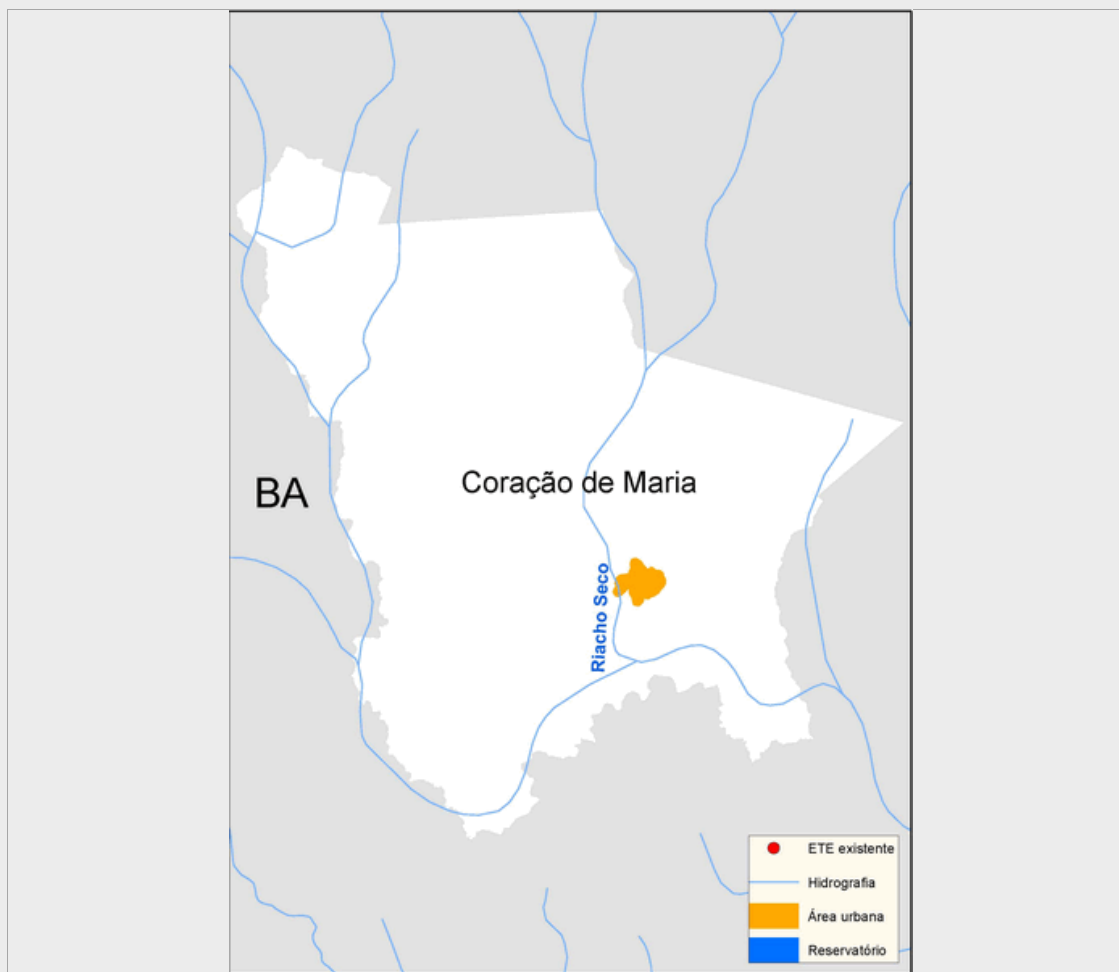 Coração de Maria
BA
Riacho Seco
ETE existente
Hidrografia
Área urbana
Reservatório